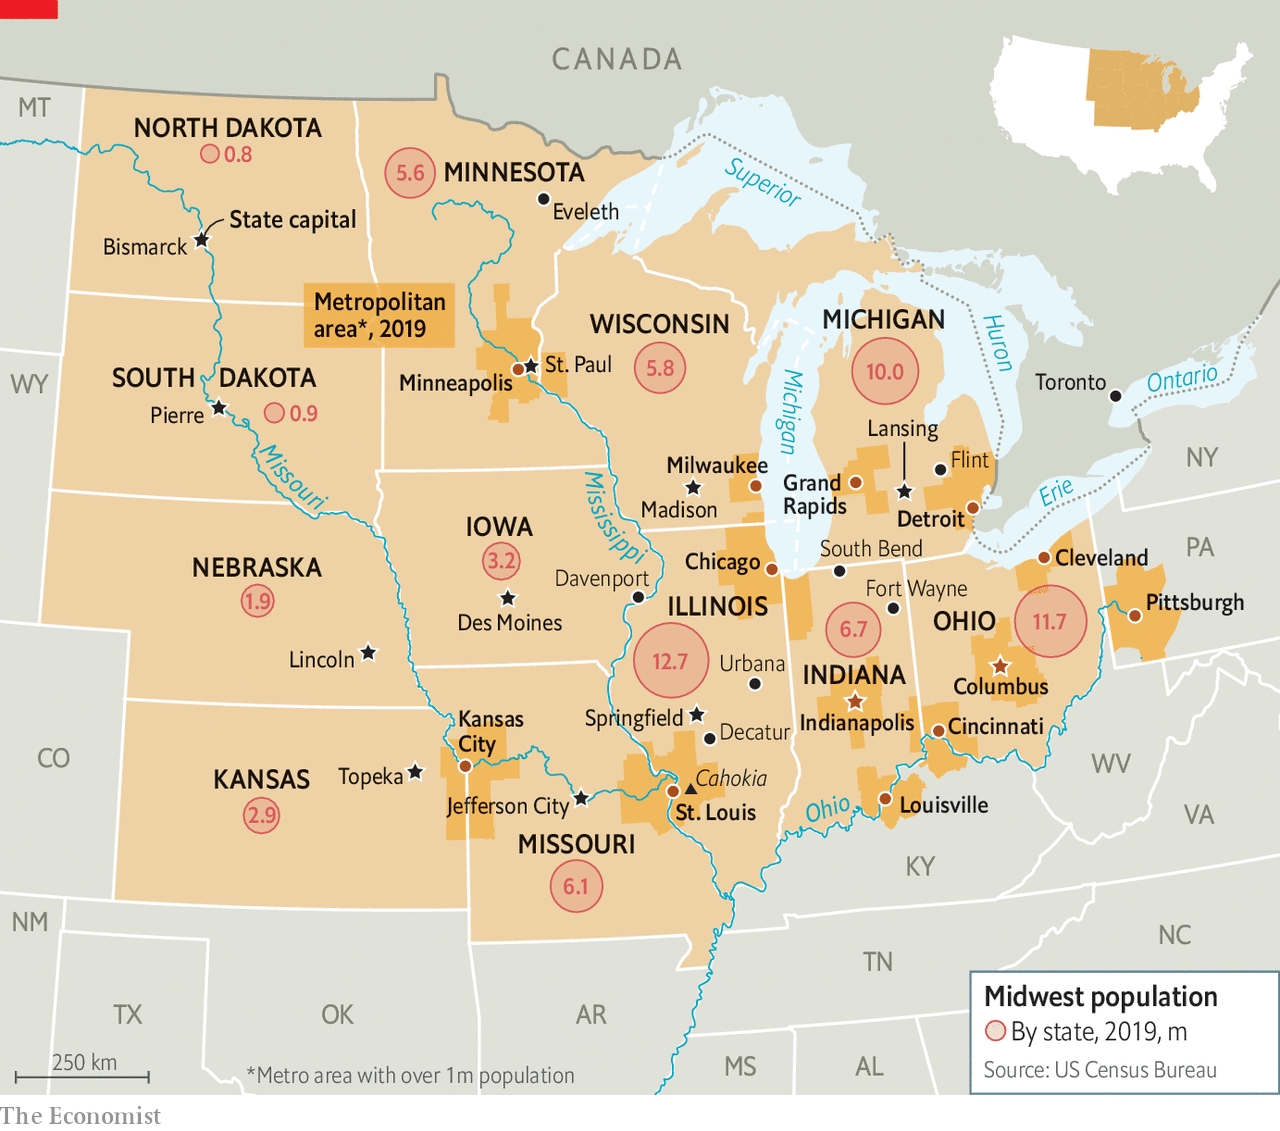 CANADA
MT
NORTH DAKOTA
0.8
5.6
MINNESOTA
Superior
Eveleth
State capital
Bismarck
Metropolitan
area*, 2019
WISCONSIN
5.8
MICHIGAN
10.0
Huron
St. Paul
Minneapolis
WY
SOUTH DAKOTA
Pierre
0.9
Michigan
Toronto
Ontario
Lansing
Missouri
Milwaukee
Madison
Grand
Rapids
Flint
Detroit
Erie
NY
Mississippi
IOWA
3.2
Davenport
Des Moines
Chicago
South Bend
Cleveland
PA
NEBRASKA
1.9
ILLINOIS
12.7
Fort Wayne
6.7
OHIO
11.7
Pittsburgh
Lincoln
Urbana
INDIANA
Columbus
Kansas
City
Springfield
Decatur
Indianapolis
Cincinnati
CO
KANSAS
2.9
Topeka
Jefferson City
Cahokia
St. Louis
Ohio
Louisville
WV
VA
MISSOURI
6.1
KY
NM
TX
OK
AR
TN
NC
MS
AL
250 km
*Metro area with over 1m population
Midwest population
By state, 2019, m
Source: US Census Bureau
The Economist